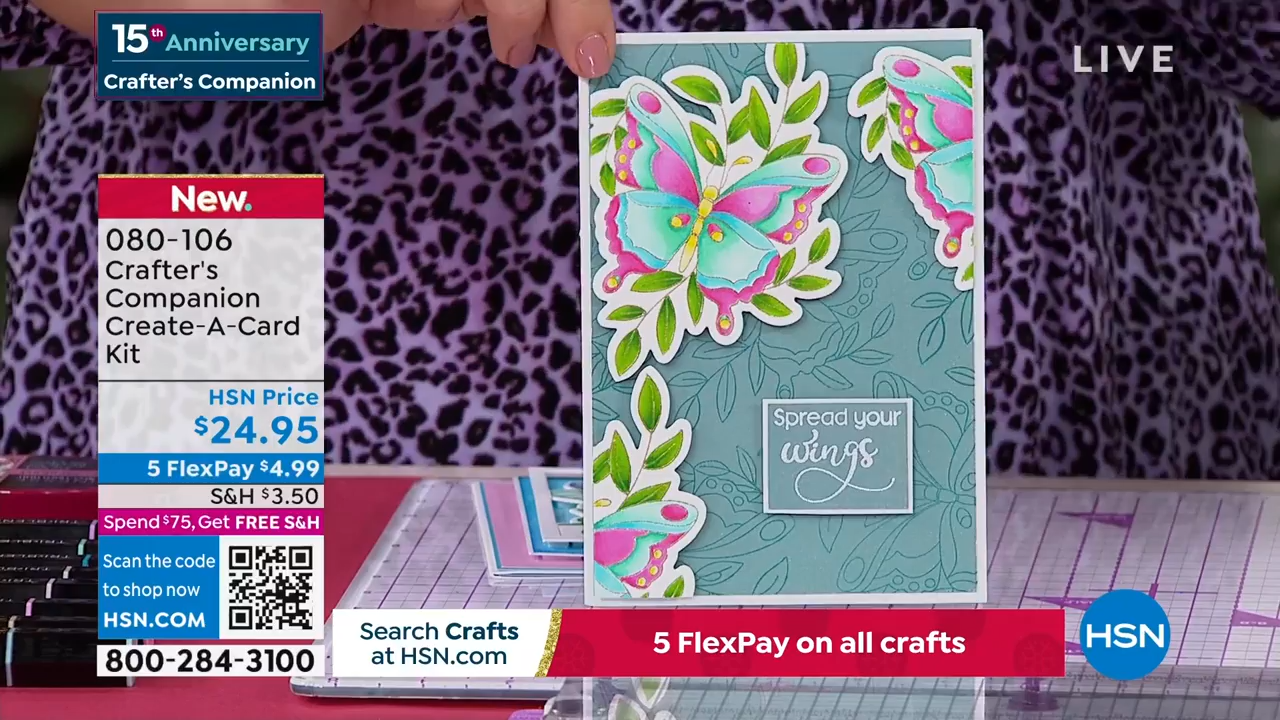 15th Anniversary
Crafter's Companion
LIVE
New.
080-106
Crafter's
Companion
Create-A-Card
Kit
HSN Price
$24.95
5 FlexPay $4.99
S&H $3.50
Spend $75, Get FREE S&H
Scan the code
to shop now
HSN.COM
800-284-3100
Spread your
wings
Search Crafts
at HSN.com
5 FlexPay on all crafts
HSN